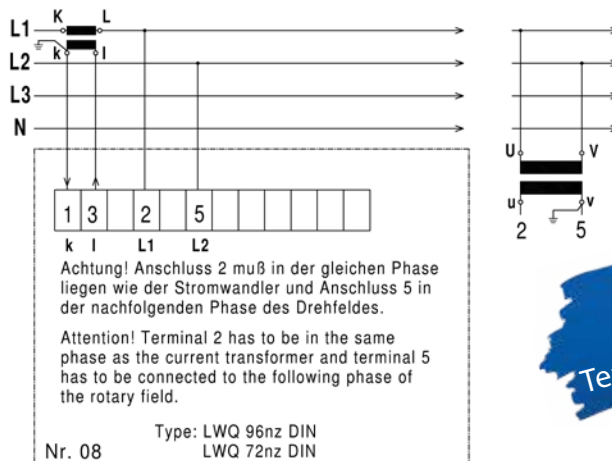 K L
L1
k l
L2
L3
N
U V
u v
2 5
1 3 2 5
k l L1 L2
Achtung! Anschluss 2 muß in der gleichen Phase
liegen wie der Stromwandler und Anschluss 5 in
der nachfolgenden Phase des Drehfeldes.
Attention! Terminal 2 has to be in the same
phase as the current transformer and terminal 5
has to be connected to the following phase of
the rotary field.
Type: LWQ 96nz DIN
Nr. 08 LWQ 72nz DIN